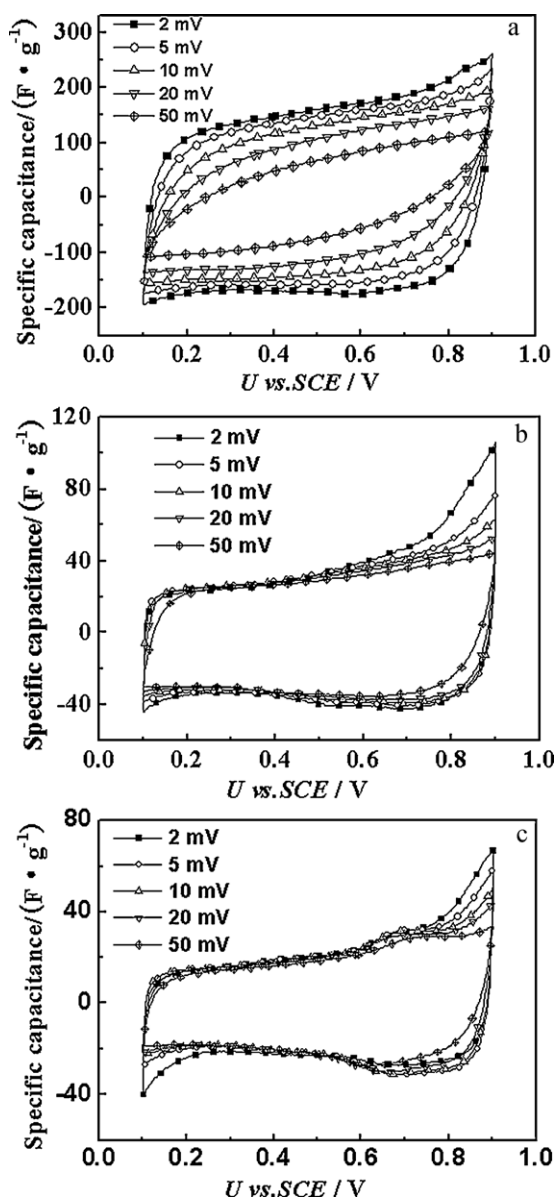 a
2 mV
5 mV
10 mV
20 mV
50 mV
300
200
100
0
-100
-200
Specific capacitance/(F • g⁻¹)
0.0 0.2 0.4 0.6 0.8 1.0
U vs.SCE / V
b
2 mV
5 mV
10 mV
20 mV
50 mV
120
80
40
0
-40
Specific capacitance/(F • g⁻¹)
0.0 0.2 0.4 0.6 0.8 1.0
U vs.SCE / V
c
2 mV
5 mV
10 mV
20 mV
50 mV
80
40
0
-40
Specific capacitance/(F • g⁻¹)
0.0 0.2 0.4 0.6 0.8 1.0
U vs.SCE / V